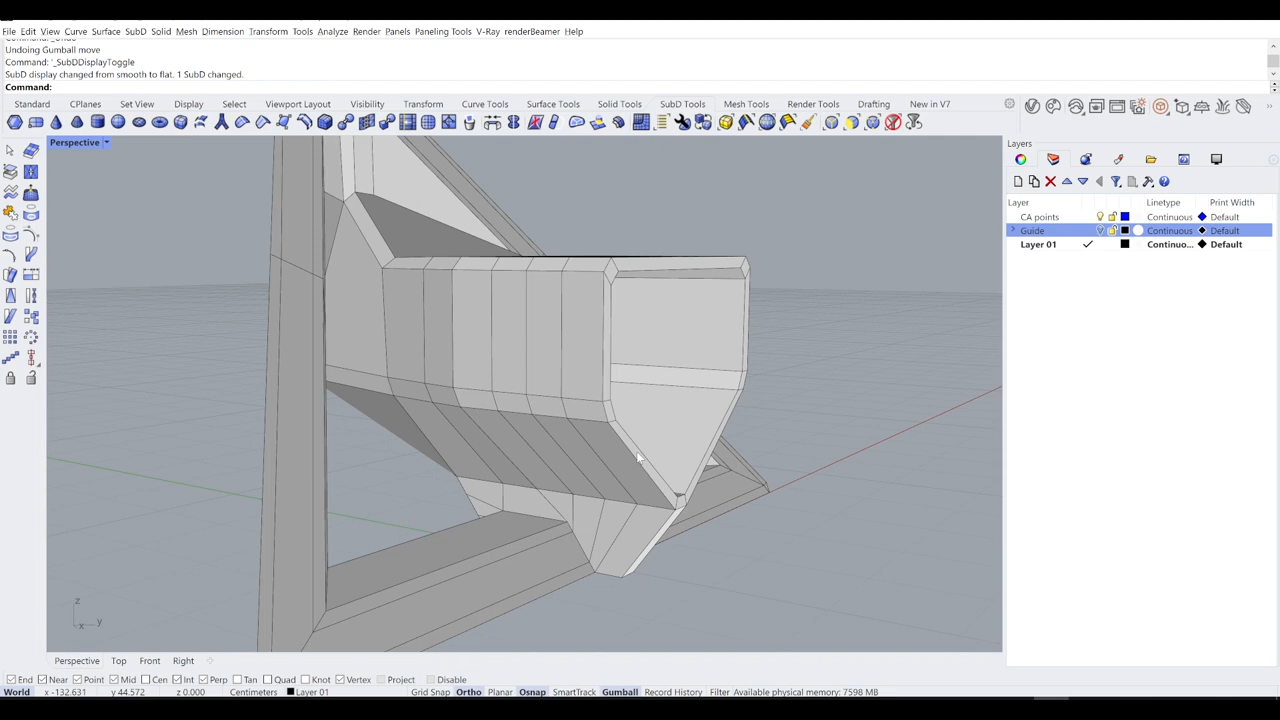 File Edit View Curve Surface SubD Solid Mesh Dimension Transform Tools Analyze Render Panels Paneling Tools V-Ray renderBeamer Help
Undoing Gumball move
Command: '_SubDDisplayToggle
SubD display changed from smooth to flat. 1 SubD changed.
Command:
Standard CPlanes Set View Display Select Viewport Layout Visibility Transform Curve Tools Surface Tools Solid Tools SubD Tools Mesh Tools Render Tools Drafting New in V7
Perspective
Layers
Layer Linetype Print Width
CA points Continuous Default
Guide Continuous Default
Layer 01 Continuo... Default
z
x y
Perspective Top Front Right
End Near Point Mid Cen Int Perp Tan Quad Knot Vertex Project Disable
World x -132.631 y 44.572 z 0.000 Centimeters Layer 01 Grid Snap Ortho Planar Osnap SmartTrack Gumball Record History Filter Available physical memory: 7598 MB